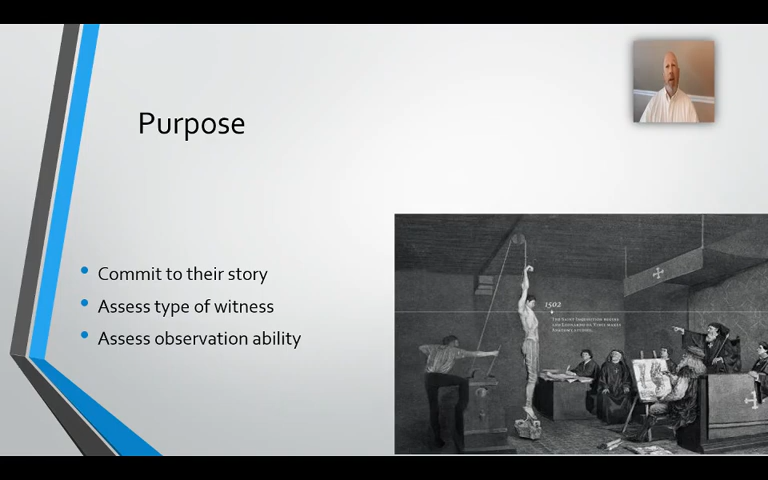 Purpose
Commit to their story
Assess type of witness
Assess observation ability
1502